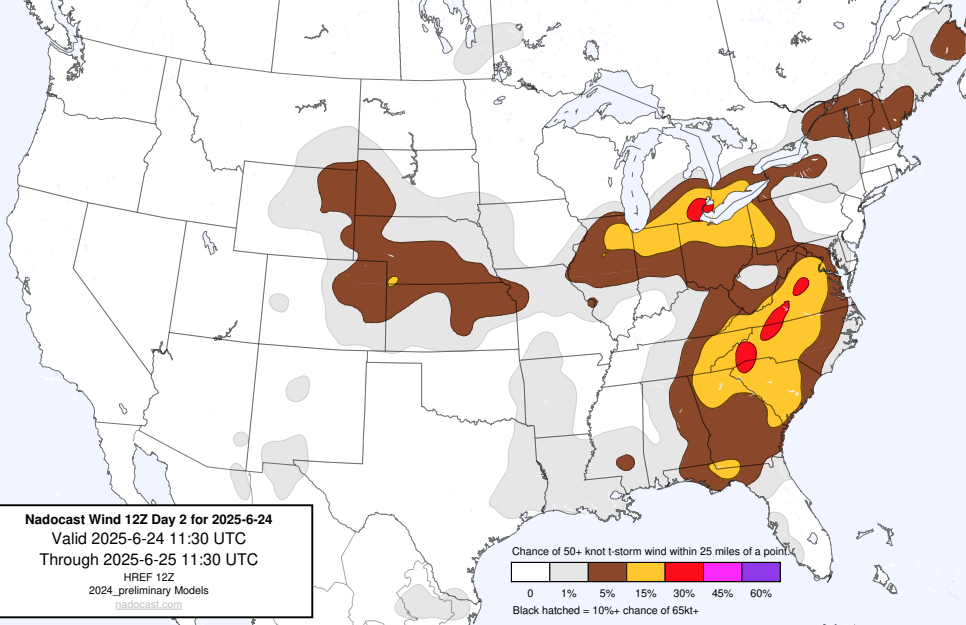 Nadocast Wind 12Z Day 2 for 2025-6-24
Valid 2025-6-24 11:30 UTC
Through 2025-6-25 11:30 UTC
HREF 12Z
2024_preliminary Models
nadocast.com
Chance of 50+ knot t-storm wind within 25 miles of a point.
0 1% 5% 15% 30% 45% 60%
Black hatched = 10%+ chance of 65kt+